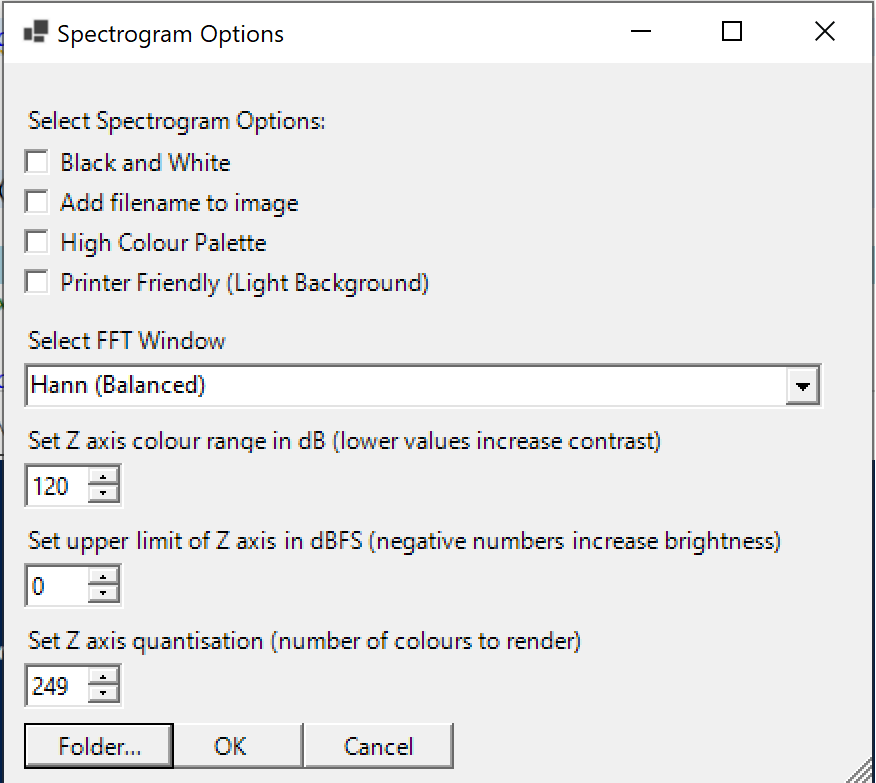 Spectrogram Options
Select Spectrogram Options:
Black and White
Add filename to image
High Colour Palette
Printer Friendly (Light Background)
Select FFT Window
Hann (Balanced)
Set Z axis colour range in dB (lower values increase contrast)
120
Set upper limit of Z axis in dBFS (negative numbers increase brightness)
0
Set Z axis quantisation (number of colours to render)
249
Folder... OK Cancel